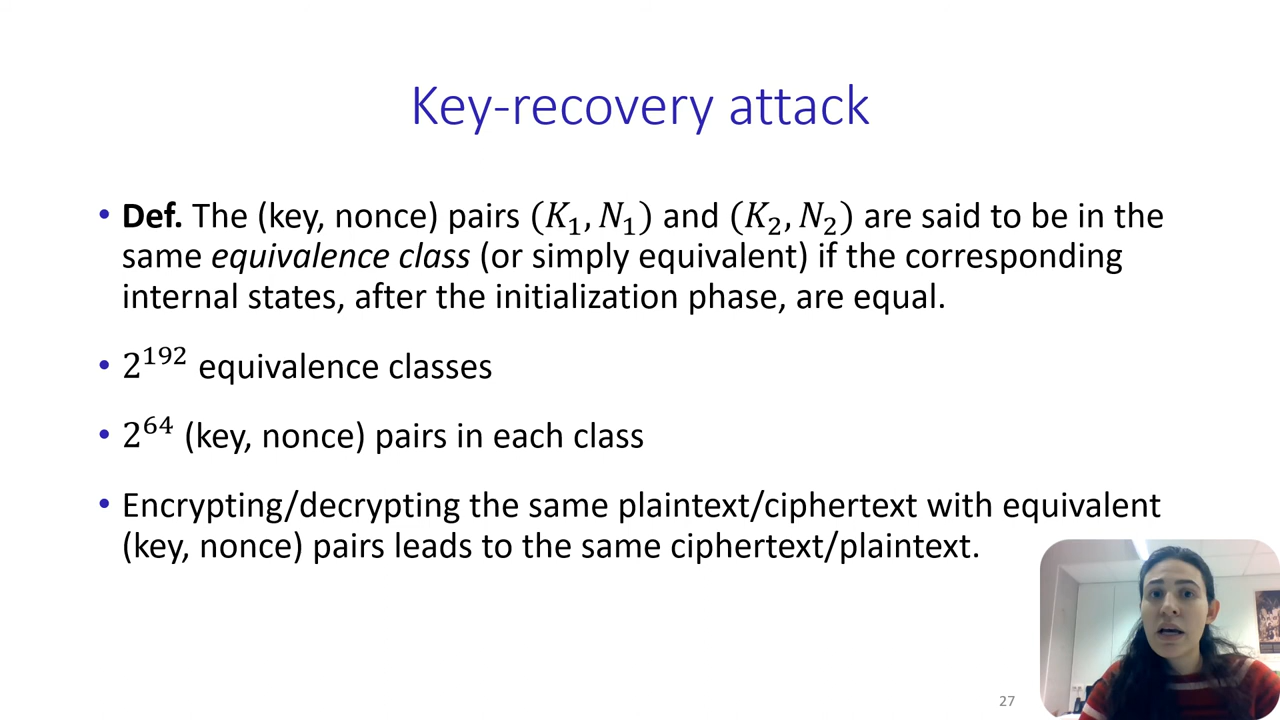 Key-recovery attack
• Def. The (key, nonce) pairs (K₁, N₁) and (K₂, N₂) are said to be in the
same equivalence class (or simply equivalent) if the corresponding
internal states, after the initialization phase, are equal.
• 2¹⁹² equivalence classes
• 2⁶⁴ (key, nonce) pairs in each class
• Encrypting/decrypting the same plaintext/ciphertext with equivalent
(key, nonce) pairs leads to the same ciphertext/plaintext.
27